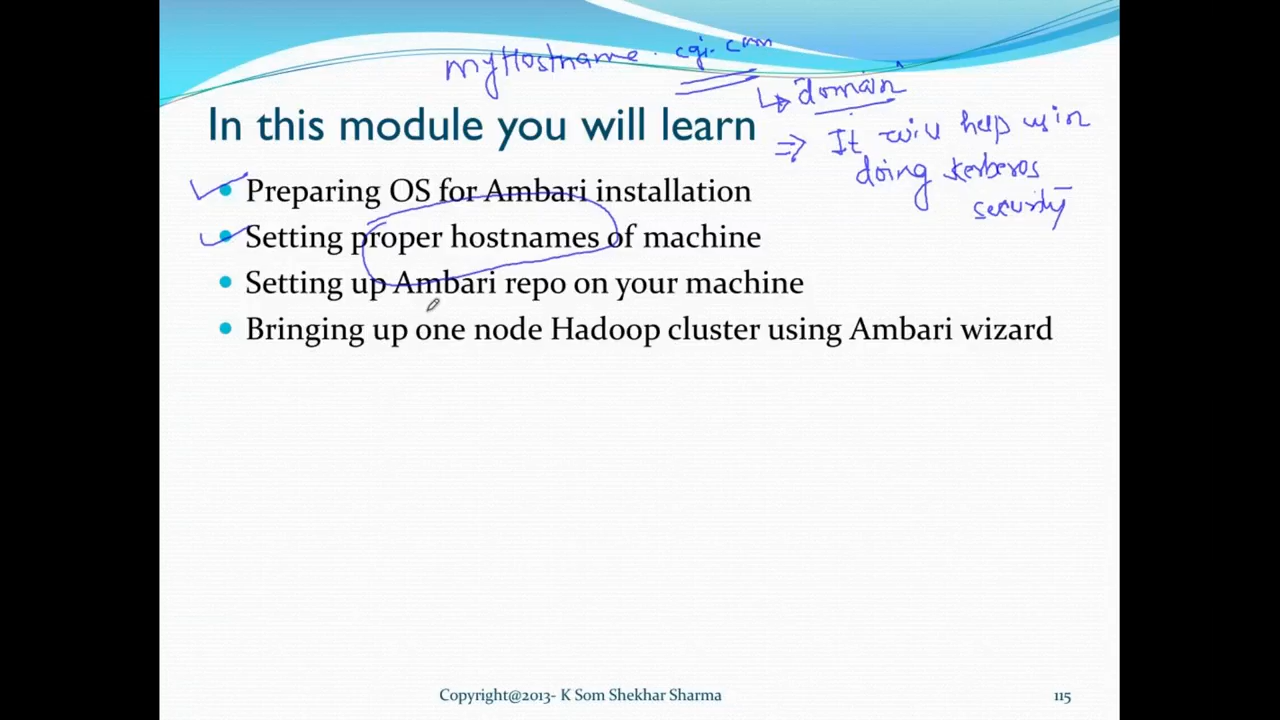 myHostname. cgi.com
↳ domain
In this module you will learn
⇒ It will help us in
doing kerberos
security
• Preparing OS for Ambari installation
• Setting proper hostnames of machine
• Setting up Ambari repo on your machine
• Bringing up one node Hadoop cluster using Ambari wizard
Copyright@2013- K Som Shekhar Sharma
115